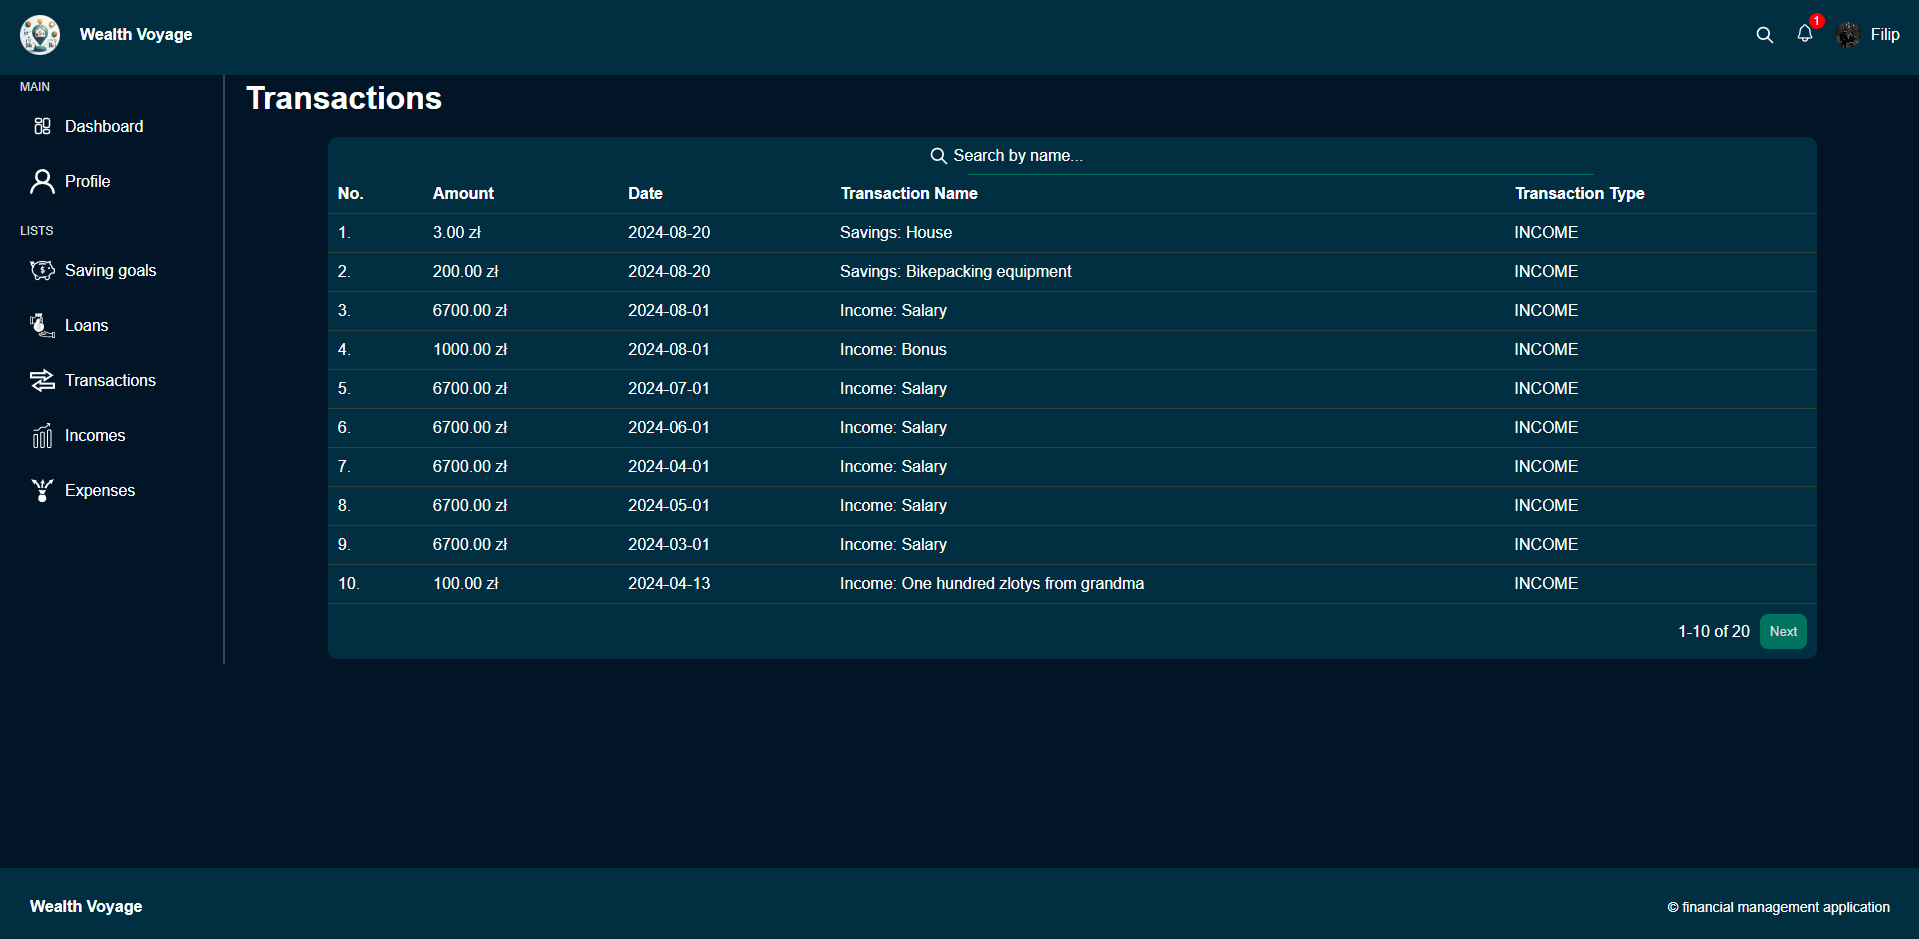 Wealth Voyage
1
Filip
MAIN
Dashboard
Profile
LISTS
Saving goals
Loans
Transactions
Incomes
Expenses
Transactions
Search by name...
No. Amount Date Transaction Name Transaction Type
1. 3.00 zł 2024-08-20 Savings: House INCOME
2. 200.00 zł 2024-08-20 Savings: Bikepacking equipment INCOME
3. 6700.00 zł 2024-08-01 Income: Salary INCOME
4. 1000.00 zł 2024-08-01 Income: Bonus INCOME
5. 6700.00 zł 2024-07-01 Income: Salary INCOME
6. 6700.00 zł 2024-06-01 Income: Salary INCOME
7. 6700.00 zł 2024-04-01 Income: Salary INCOME
8. 6700.00 zł 2024-05-01 Income: Salary INCOME
9. 6700.00 zł 2024-03-01 Income: Salary INCOME
10. 100.00 zł 2024-04-13 Income: One hundred zlotys from grandma INCOME
1-10 of 20 Next
Wealth Voyage
© financial management application